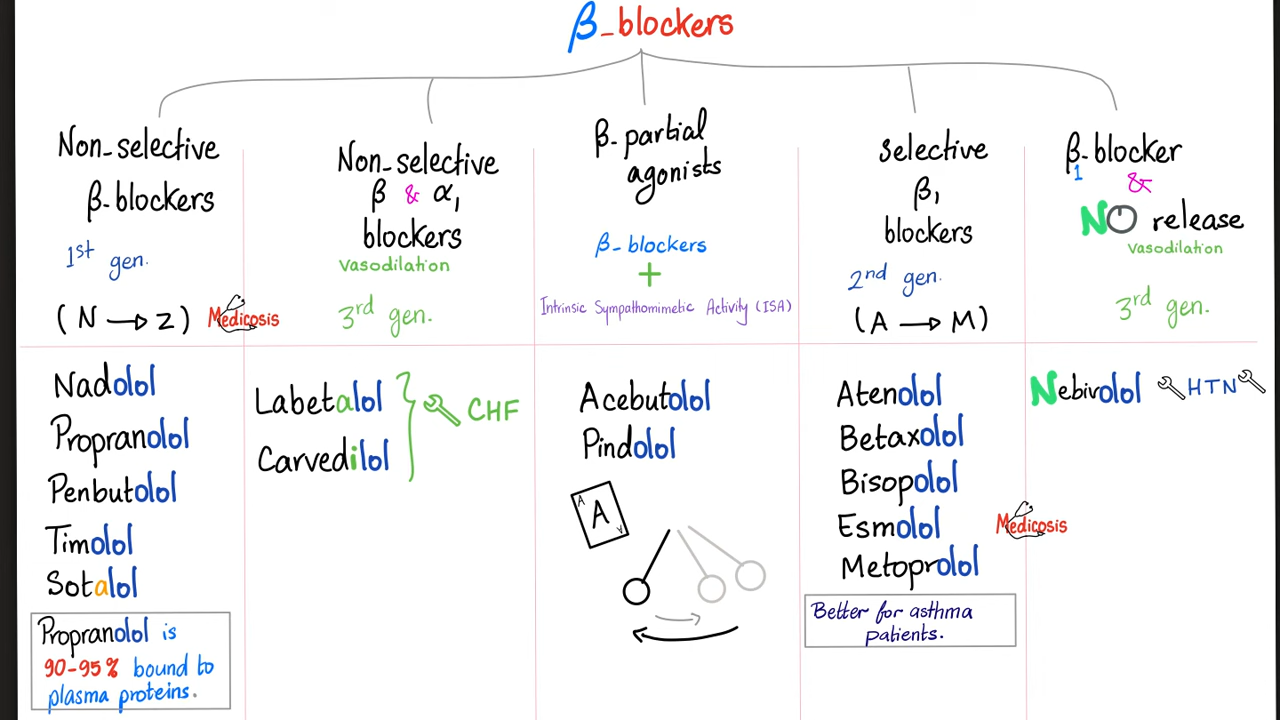 β-blockers
Non-selective
β-blockers
1st gen.
(N → Z)
Medicosis
Nadolol
Propranolol
Penbutolol
Timolol
Sotalol
Propranolol is
90-95% bound to
plasma proteins.
Non-selective
β & α1
blockers
Vasodilation
3rd gen.
Labetalol
Carvedilol
CHF
β-partial
agonists
β-blockers
+
Intrinsic Sympathomimetic Activity (ISA)
Acebutolol
Pindolol
A
A
A
Selective
β1
blockers
2nd gen.
(A → M)
Atenolol
Betaxolol
Bisopolol
Esmolol
Metoprolol
Medicosis
Better for asthma
patients.
β-blocker
1
&
NO release
Vasodilation
3rd gen.
Nebivolol
HTN